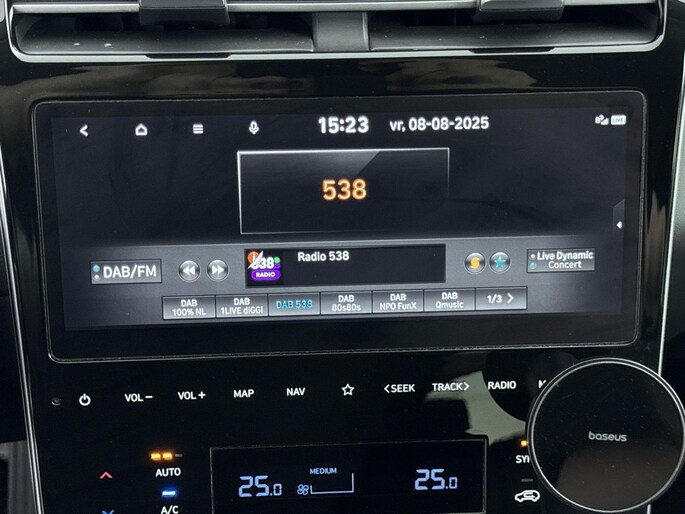 15:23 vr, 08-08-2025 LIVE
538
DAB/FM
538
RADIO
Radio 538
Live Dynamic
Concert
DAB
100% NL
DAB
1LIVE diGGi
DAB 538
DAB
80s80s
DAB
NPO FunX
DAB
Qmusic
1/3 >
VOL –
VOL +
MAP
NAV
< SEEK
TRACK >
RADIO
baseus
AUTO
A/C
25.0
MEDIUM
25.0